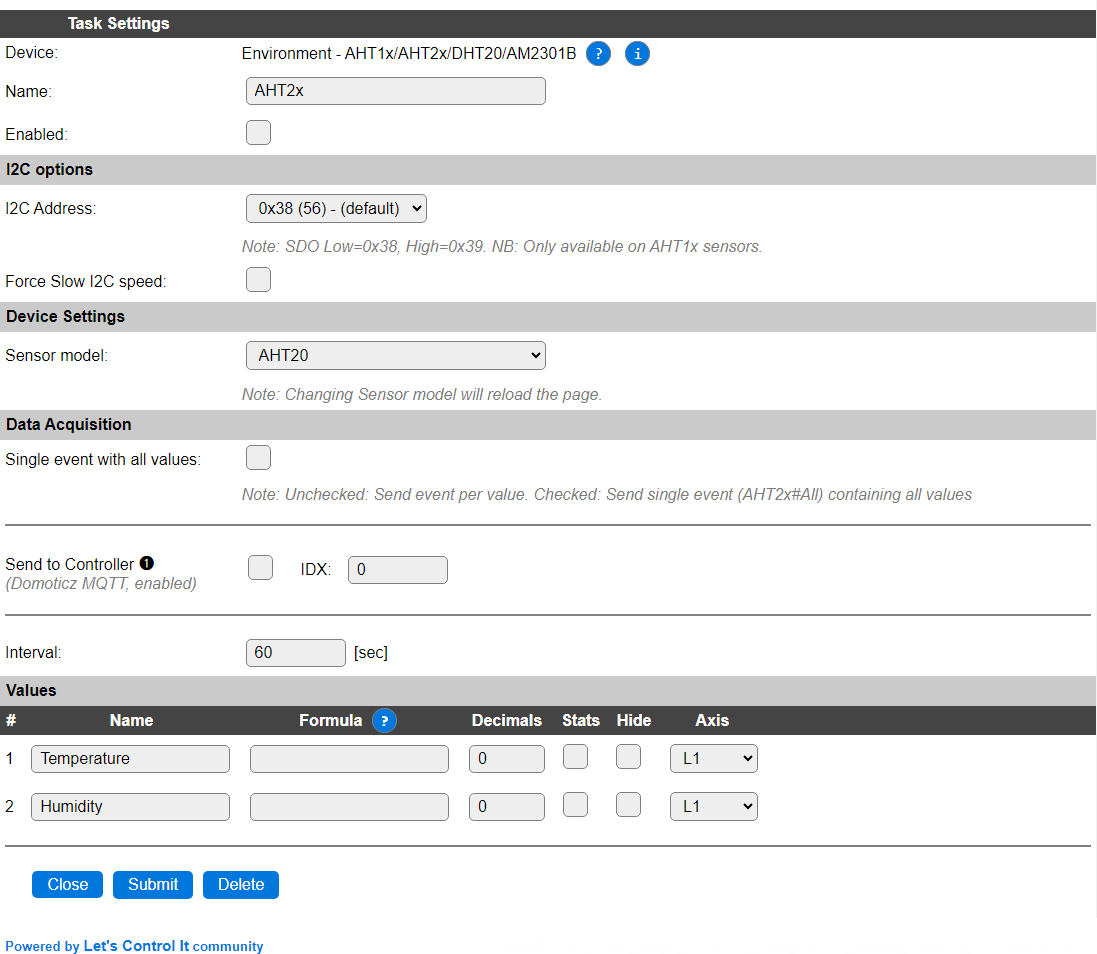 Task Settings
Device: Environment - AHT1x/AHT2x/DHT20/AM2301B ? i
Name: AHT2x
Enabled:
I2C options
I2C Address: 0x38 (56) - (default)
Note: SDO Low=0x38, High=0x39. NB: Only available on AHT1x sensors.
Force Slow I2C speed:
Device Settings
Sensor model: AHT20
Note: Changing Sensor model will reload the page.
Data Acquisition
Single event with all values:
Note: Unchecked: Send event per value. Checked: Send single event (AHT2x#All) containing all values
Send to Controller ❶ IDX: 0
(Domoticz MQTT, enabled)
Interval: 60 [sec]
Values
# Name Formula ? Decimals Stats Hide Axis
1 Temperature 0 L1
2 Humidity 0 L1
Close Submit Delete
Powered by Let's Control It community